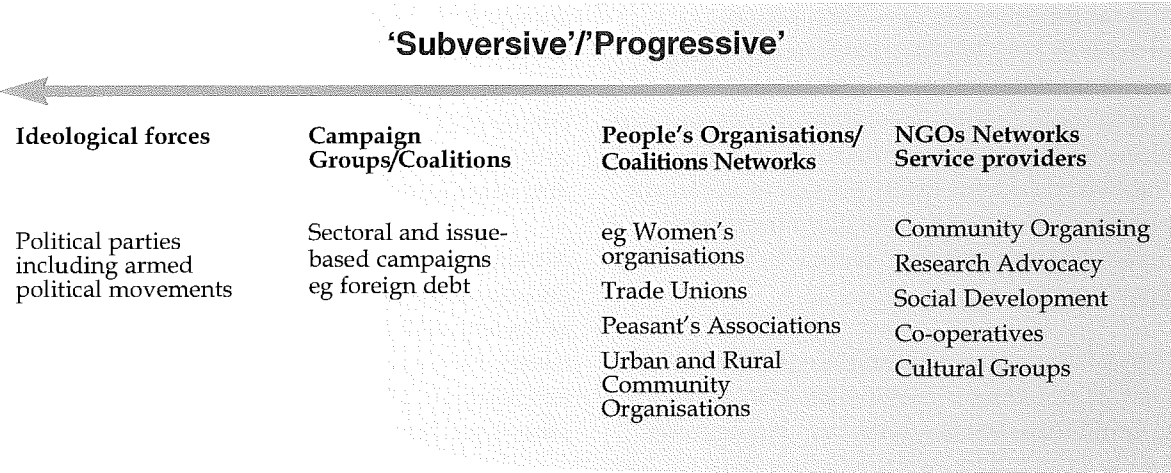 ‘Subversive’/’Progressive’
Ideological forces
Political parties
including armed
political movements
Campaign
Groups/Coalitions
Sectoral and issue-
based campaigns
eg foreign debt
People's Organisations/
Coalitions Networks
eg Women's
organisations
Trade Unions
Peasant's Associations
Urban and Rural
Community
Organisations
NGOs Networks
Service providers
Community Organising
Research Advocacy
Social Development
Co-operatives
Cultural Groups